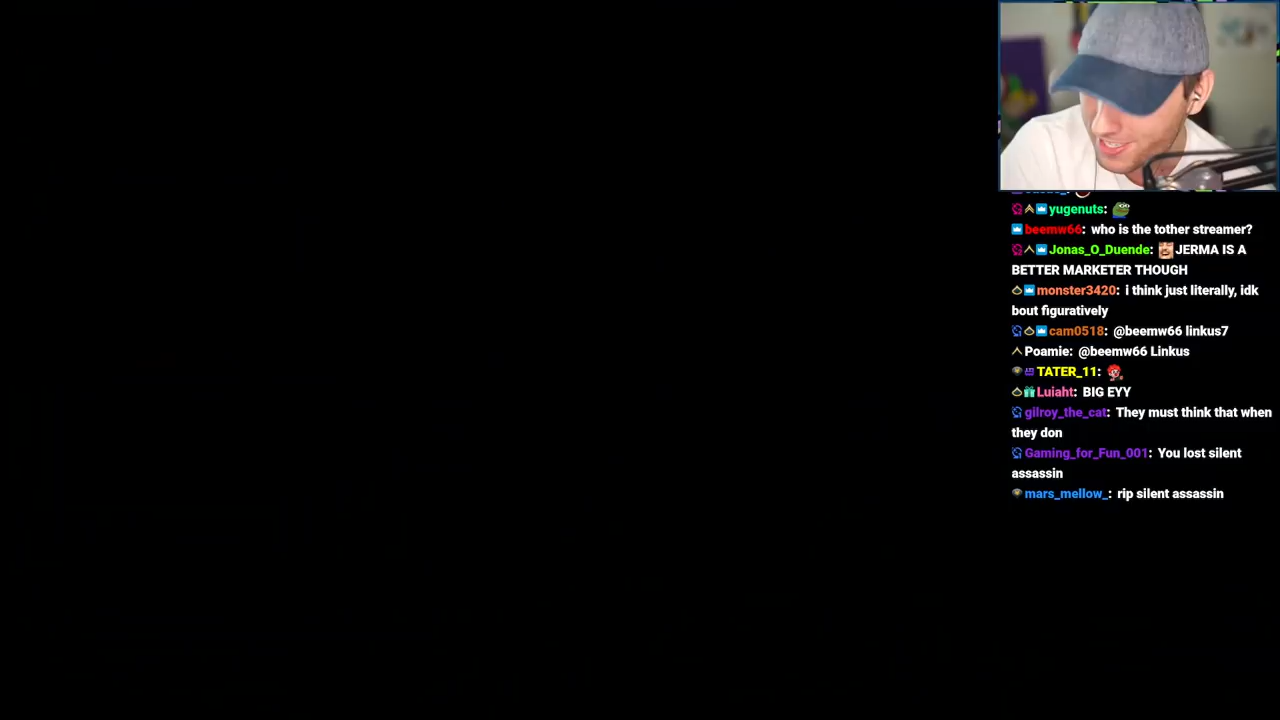 yugenuts:
beemw66: who is the tother streamer?
Jonas_O_Duende: JERMA IS A
BETTER MARKETER THOUGH
monster3420: i think just literally, idk
bout figuratively
cam0518: @beemw66 linkus7
Poamie: @beemw66 Linkus
TATER_11:
Luiaht: BIG EYY
gilroy_the_cat: They must think that when
they don
Gaming_for_Fun_001: You lost silent
assassin
mars_mellow_: rip silent assassin